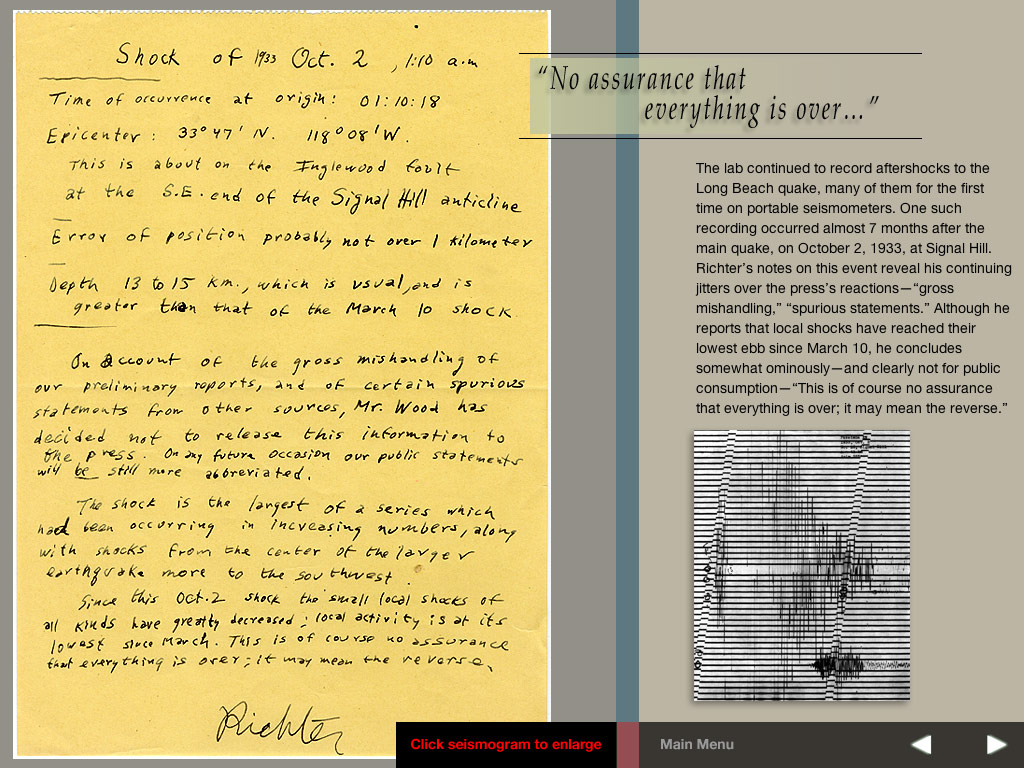 Shock of 1933 Oct. 2, 1:10 a.m
Time of occurrence at origin: 01:10:18
Epicenter: 33° 47' N. 118° 08' W.
This is about on the Inglewood fault
at the S.E. end of the Signal Hill anticline
Error of position probably not over 1 kilometer
Depth 13 to 15 km., which is usual, and is
greater than that of the March 10 shock
On account of the gross mishandling of
our preliminary reports, and of certain spurious
statements from other sources, Mr. Wood has
decided not to release this information to
the press. On any future occasion our public statements
will be still more abbreviated.
The shock is the largest of a series which
had been occurring in increasing numbers, along
with shocks from the center of the larger
earthquake more to the southwest.
Since this Oct. 2 shock the small local shocks of
all kinds have greatly decreased; local activity is at its
lowest since March. This is of course no assurance
that everything is over; it may mean the reverse.
Richter
“No assurance that
everything is over...”
The lab continued to record aftershocks to the
Long Beach quake, many of them for the first
time on portable seismometers. One such
recording occurred almost 7 months after the
main quake, on October 2, 1933, at Signal Hill.
Richter’s notes on this event reveal his continuing
jitters over the press’s reactions—“gross
mishandling,” “spurious statements.” Although he
reports that local shocks have reached their
lowest ebb since March 10, he concludes
somewhat ominously—and clearly not for public
consumption—“This is of course no assurance
that everything is over; it may mean the reverse.”
Click seismogram to enlarge
Main Menu